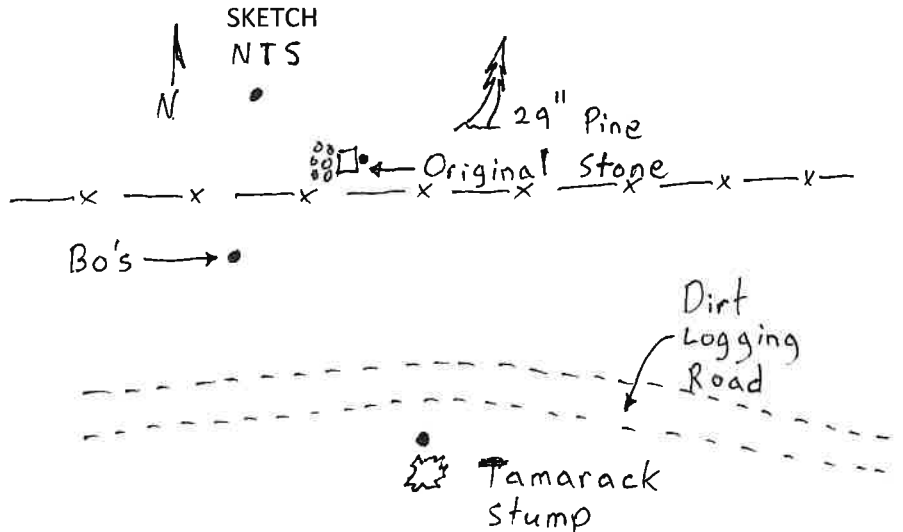 SKETCH
NTS
N
29" Pine
Original Stone
Bo's
Dirt
Logging
Road
Tamarack
stump